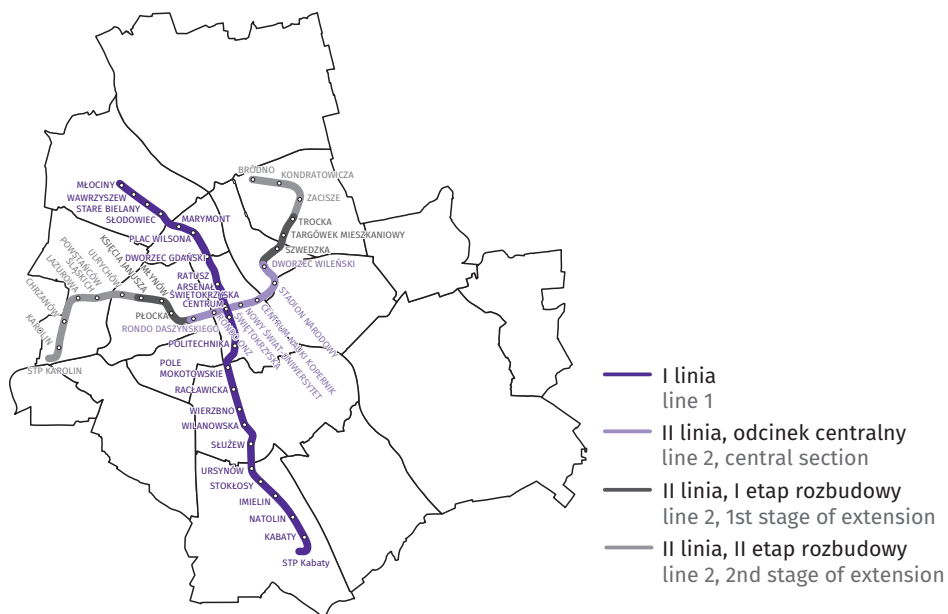 MŁOCINY
WAWRZYSZEW
STARE BIELANY
SŁODOWIEC
MARYMONT
PLAC WILSONA
DWORZEC GDAŃSKI
RATUSZ
ARSENAŁ
ŚWIĘTOKRZYSKA
CENTRUM
POLITECHNIKA
POLE
MOKOTOWSKIE
RACŁAWICKA
WIERZBNO
WILANOWSKA
SŁUŻEW
URSYNÓW
STOKŁOSY
IMIELIN
NATOLIN
KABATY
STP Kabaty
BRÓDNO
KONDRATOWICZA
ZACISZE
TROCKA
TARGÓWEK MIESZKANIOWY
SZWEDZKA
DWORZEC WILEŃSKI
STADION NARODOWY
CENTRUM NAUKI KOPERNIK
NOWY ŚWIAT-UNIWERSYTET
ŚWIĘTOKRZYSKA
RONDO ONZ
RONDO DASZYŃSKIEGO
PŁOCKA
MŁYNÓW
KSIĘCIA JANUSZA
ULRYCHÓW
POWSTAŃCÓW
ŚLĄSKICH
LAZUROWA
CHRZANÓW
KAROLIN
STP KAROLIN
I linia
line 1
II linia, odcinek centralny
line 2, central section
II linia, I etap rozbudowy
line 2, 1st stage of extension
II linia, II etap rozbudowy
line 2, 2nd stage of extension